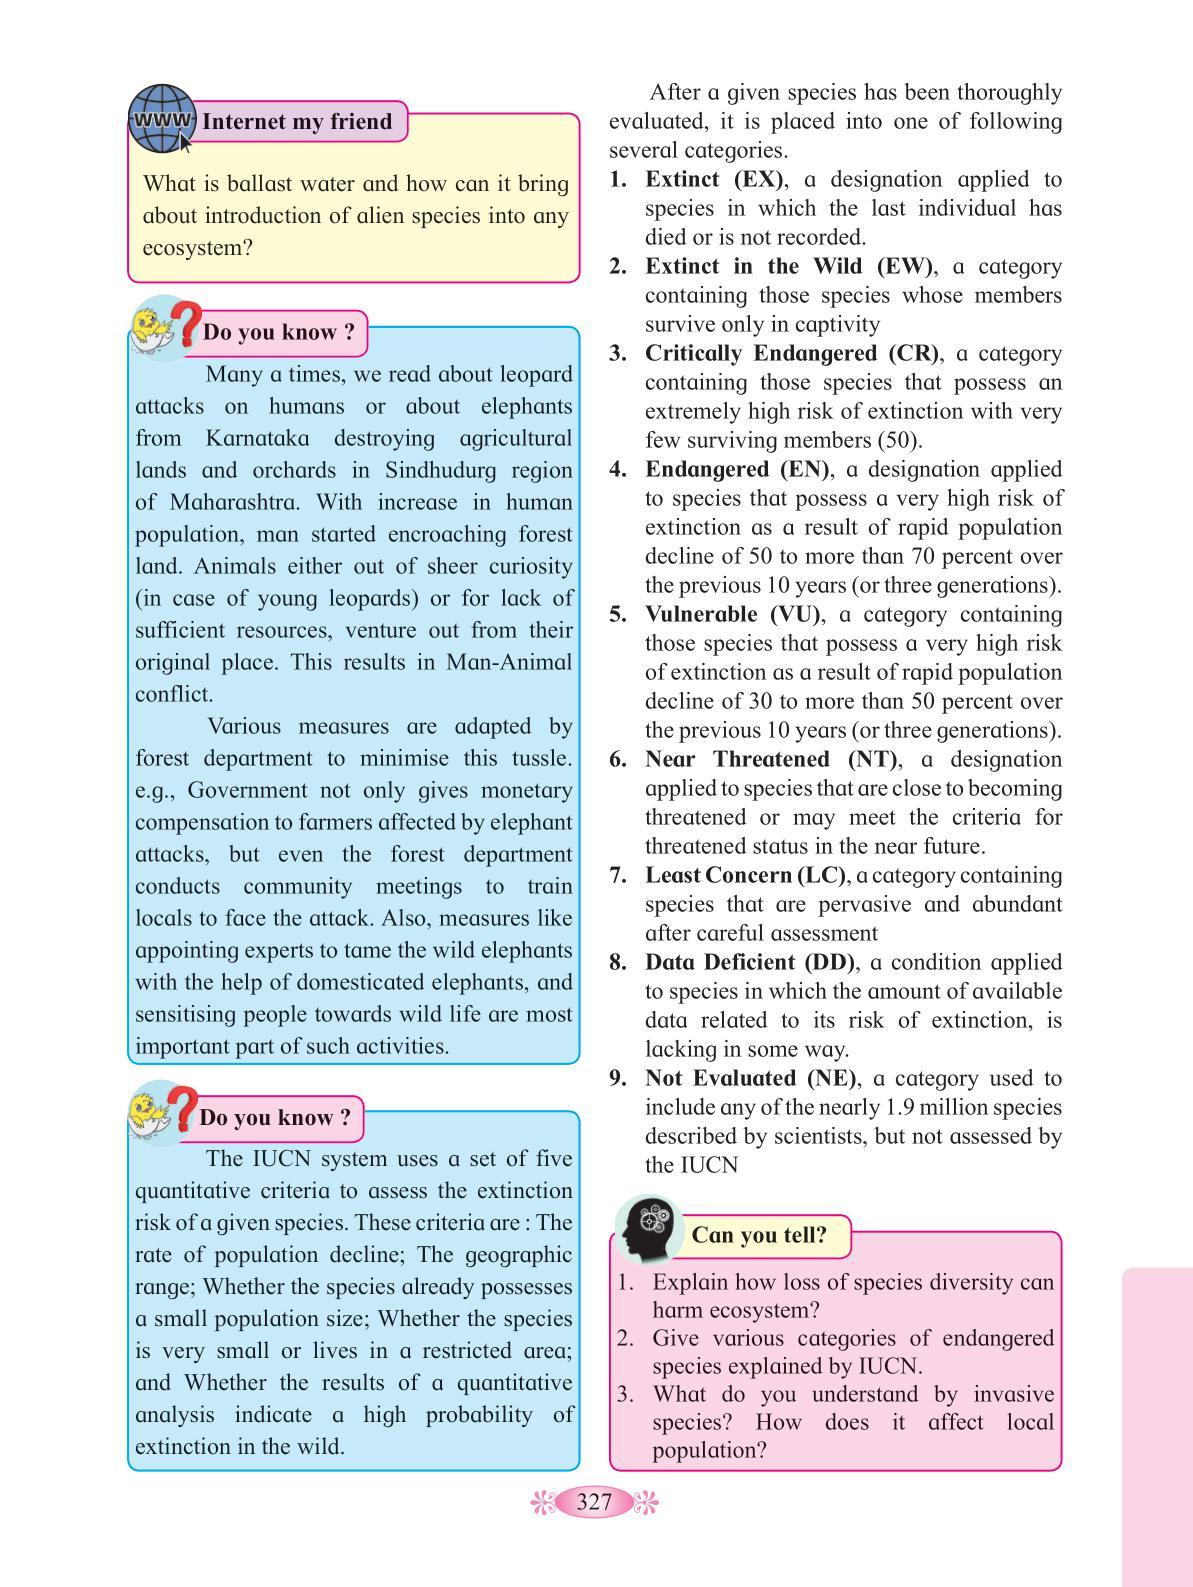 WWW
Internet my friend
What is ballast water and how can it bring
about introduction of alien species into any
ecosystem?
Do you know ?
Many a times, we read about leopard
attacks on humans or about elephants
from Karnataka destroying agricultural
lands and orchards in Sindhudurg region
of Maharashtra. With increase in human
population, man started encroaching forest
land. Animals either out of sheer curiosity
(in case of young leopards) or for lack of
sufficient resources, venture out from their
original place. This results in Man-Animal
conflict.
Various measures are adapted by
forest department to minimise this tussle.
e.g., Government not only gives monetary
compensation to farmers affected by elephant
attacks, but even the forest department
conducts community meetings to train
locals to face the attack. Also, measures like
appointing experts to tame the wild elephants
with the help of domesticated elephants, and
sensitising people towards wild life are most
important part of such activities.
Do you know ?
The IUCN system uses a set of five
quantitative criteria to assess the extinction
risk of a given species. These criteria are : The
rate of population decline; The geographic
range; Whether the species already possesses
a small population size; Whether the species
is very small or lives in a restricted area;
and Whether the results of a quantitative
analysis indicate a high probability of
extinction in the wild.
After a given species has been thoroughly
evaluated, it is placed into one of following
several categories.
1. Extinct (EX), a designation applied to
species in which the last individual has
died or is not recorded.
2. Extinct in the Wild (EW), a category
containing those species whose members
survive only in captivity
3. Critically Endangered (CR), a category
containing those species that possess an
extremely high risk of extinction with very
few surviving members (50).
4. Endangered (EN), a designation applied
to species that possess a very high risk of
extinction as a result of rapid population
decline of 50 to more than 70 percent over
the previous 10 years (or three generations).
5. Vulnerable (VU), a category containing
those species that possess a very high risk
of extinction as a result of rapid population
decline of 30 to more than 50 percent over
the previous 10 years (or three generations).
6. Near Threatened (NT), a designation
applied to species that are close to becoming
threatened or may meet the criteria for
threatened status in the near future.
7. Least Concern (LC), a category containing
species that are pervasive and abundant
after careful assessment
8. Data Deficient (DD), a condition applied
to species in which the amount of available
data related to its risk of extinction, is
lacking in some way.
9. Not Evaluated (NE), a category used to
include any of the nearly 1.9 million species
described by scientists, but not assessed by
the IUCN
Can you tell?
1. Explain how loss of species diversity can
harm ecosystem?
2. Give various categories of endangered
species explained by IUCN.
3. What do you understand by invasive
species? How does it affect local
population?
327